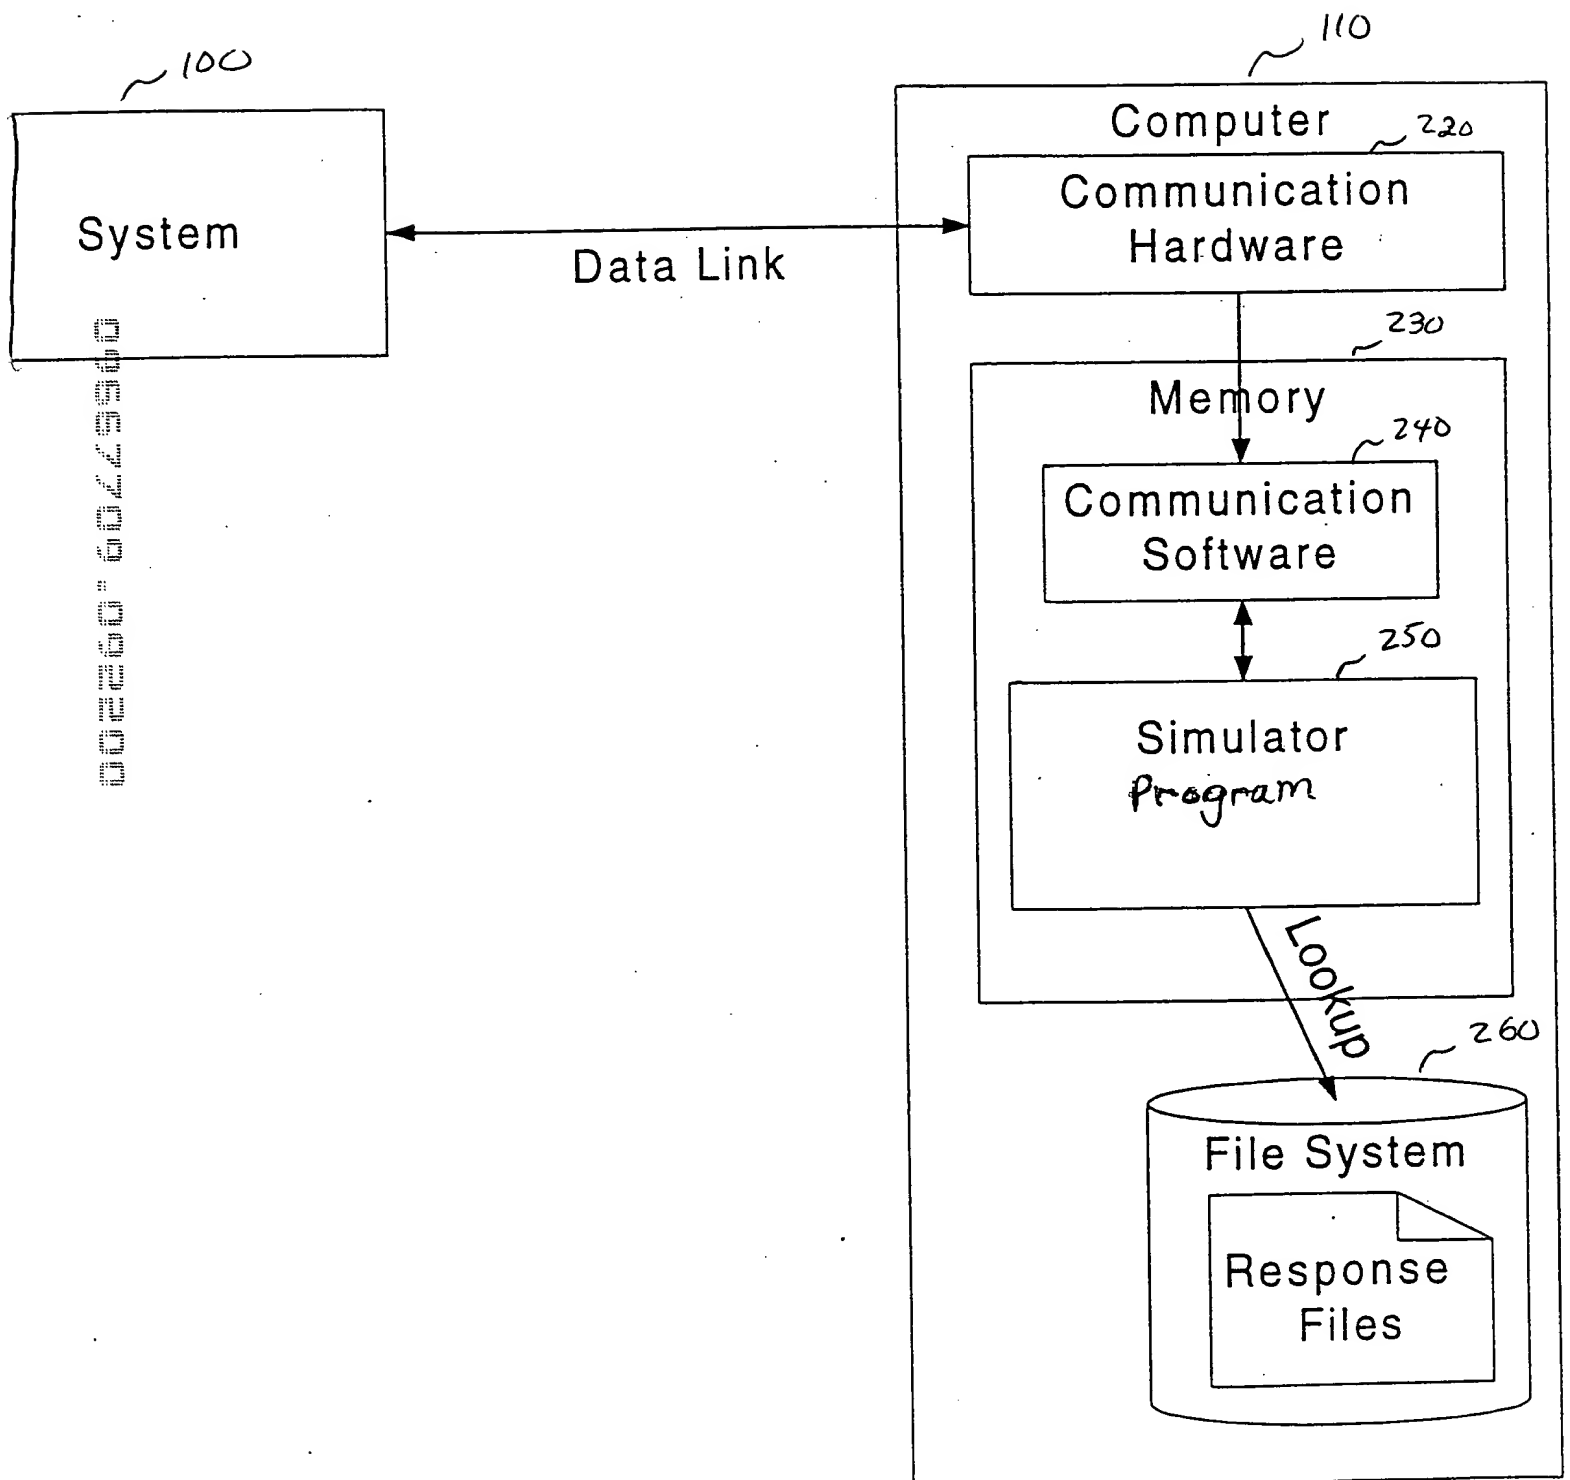 100
110
Computer
220
Communication
Hardware
System
Data Link
230
Memory
240
Communication
Software
250
Simulator
Program
Lookup
260
File System
Response
Files